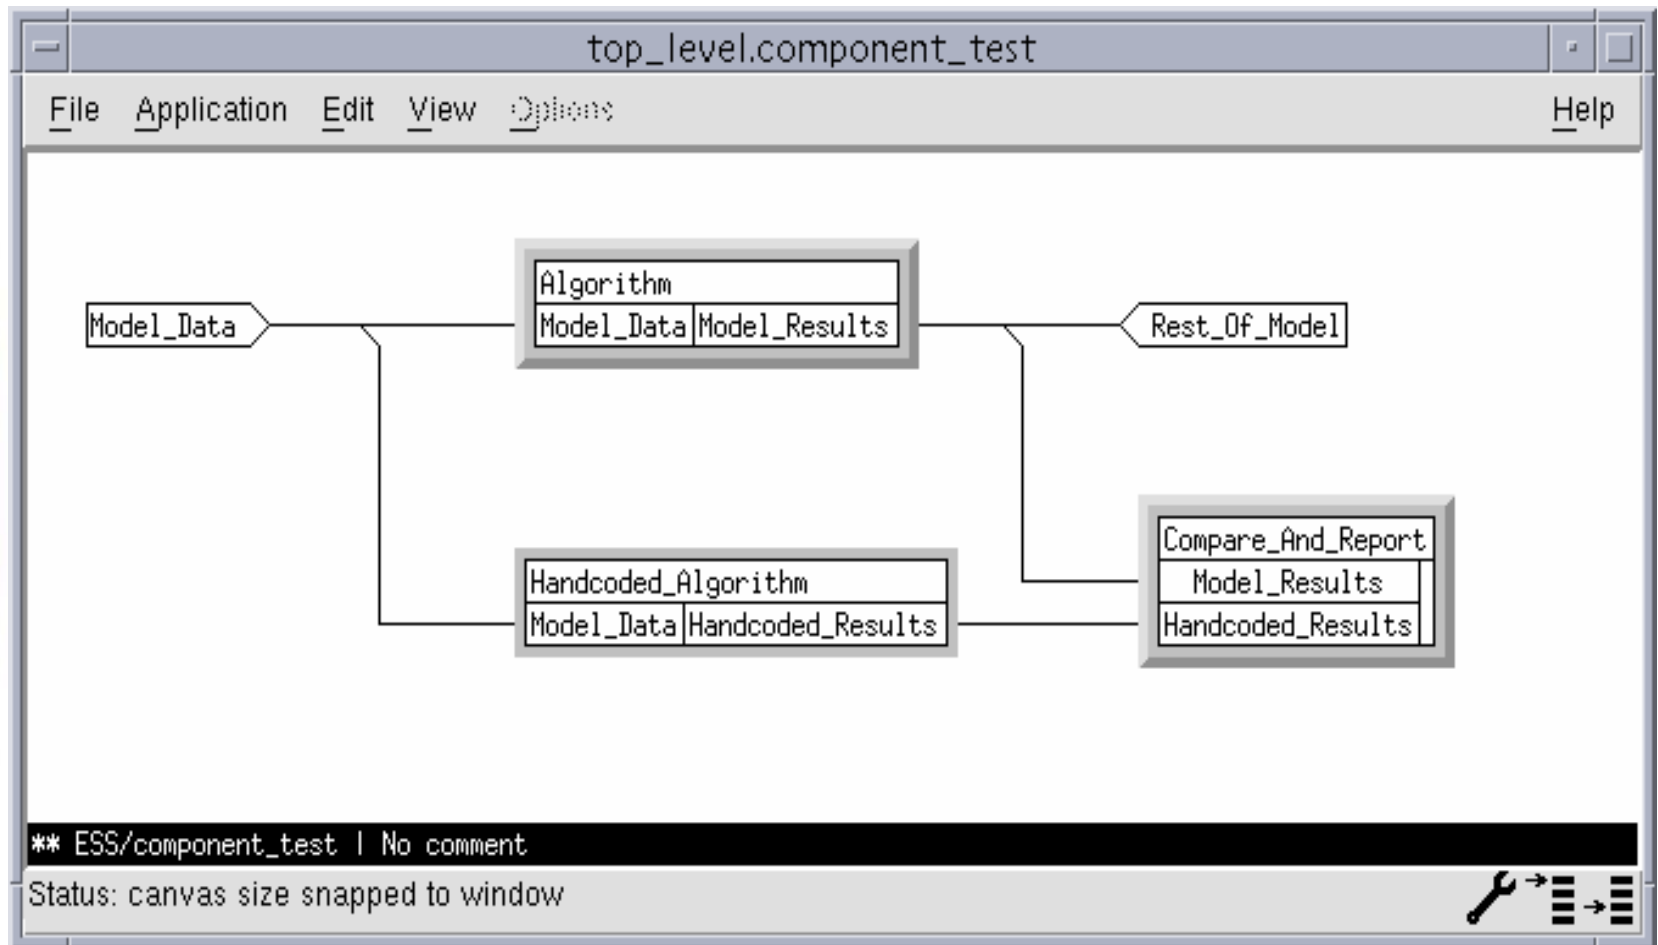 top_level.component_test
File Application Edit View Options Help
Algorithm
Model_Data
Model_Data Model_Results
Rest_Of_Model
Compare_And_Report
Handcoded_Algorithm
Model_Results
Model_Data Handcoded_Results
Handcoded_Results
** ESS/component_test | No comment
Status: canvas size snapped to window